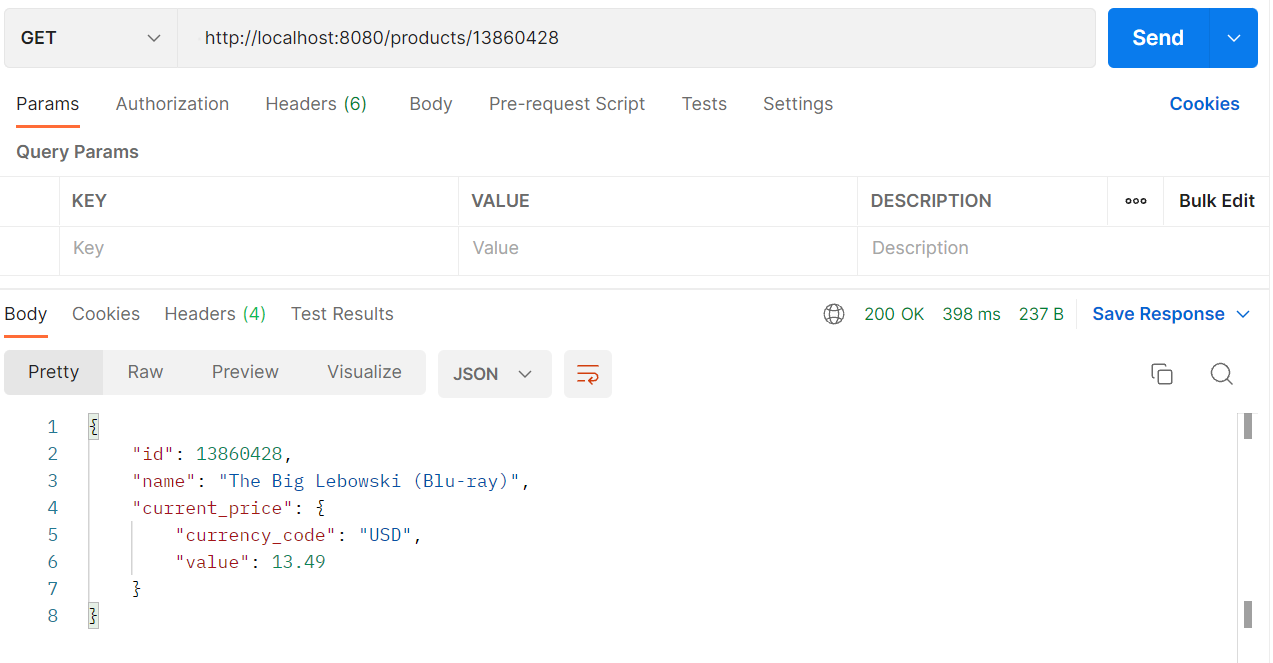 GET http://localhost:8080/products/13860428 Send
Params Authorization Headers (6) Body Pre-request Script Tests Settings Cookies
Query Params
KEY VALUE DESCRIPTION ooo Bulk Edit
Key Value Description
Body Cookies Headers (4) Test Results 200 OK 398 ms 237 B Save Response
Pretty Raw Preview Visualize JSON
1 {
2 "id": 13860428,
3 "name": "The Big Lebowski (Blu-ray)",
4 "current_price": {
5 "currency_code": "USD",
6 "value": 13.49
7 }
8 }